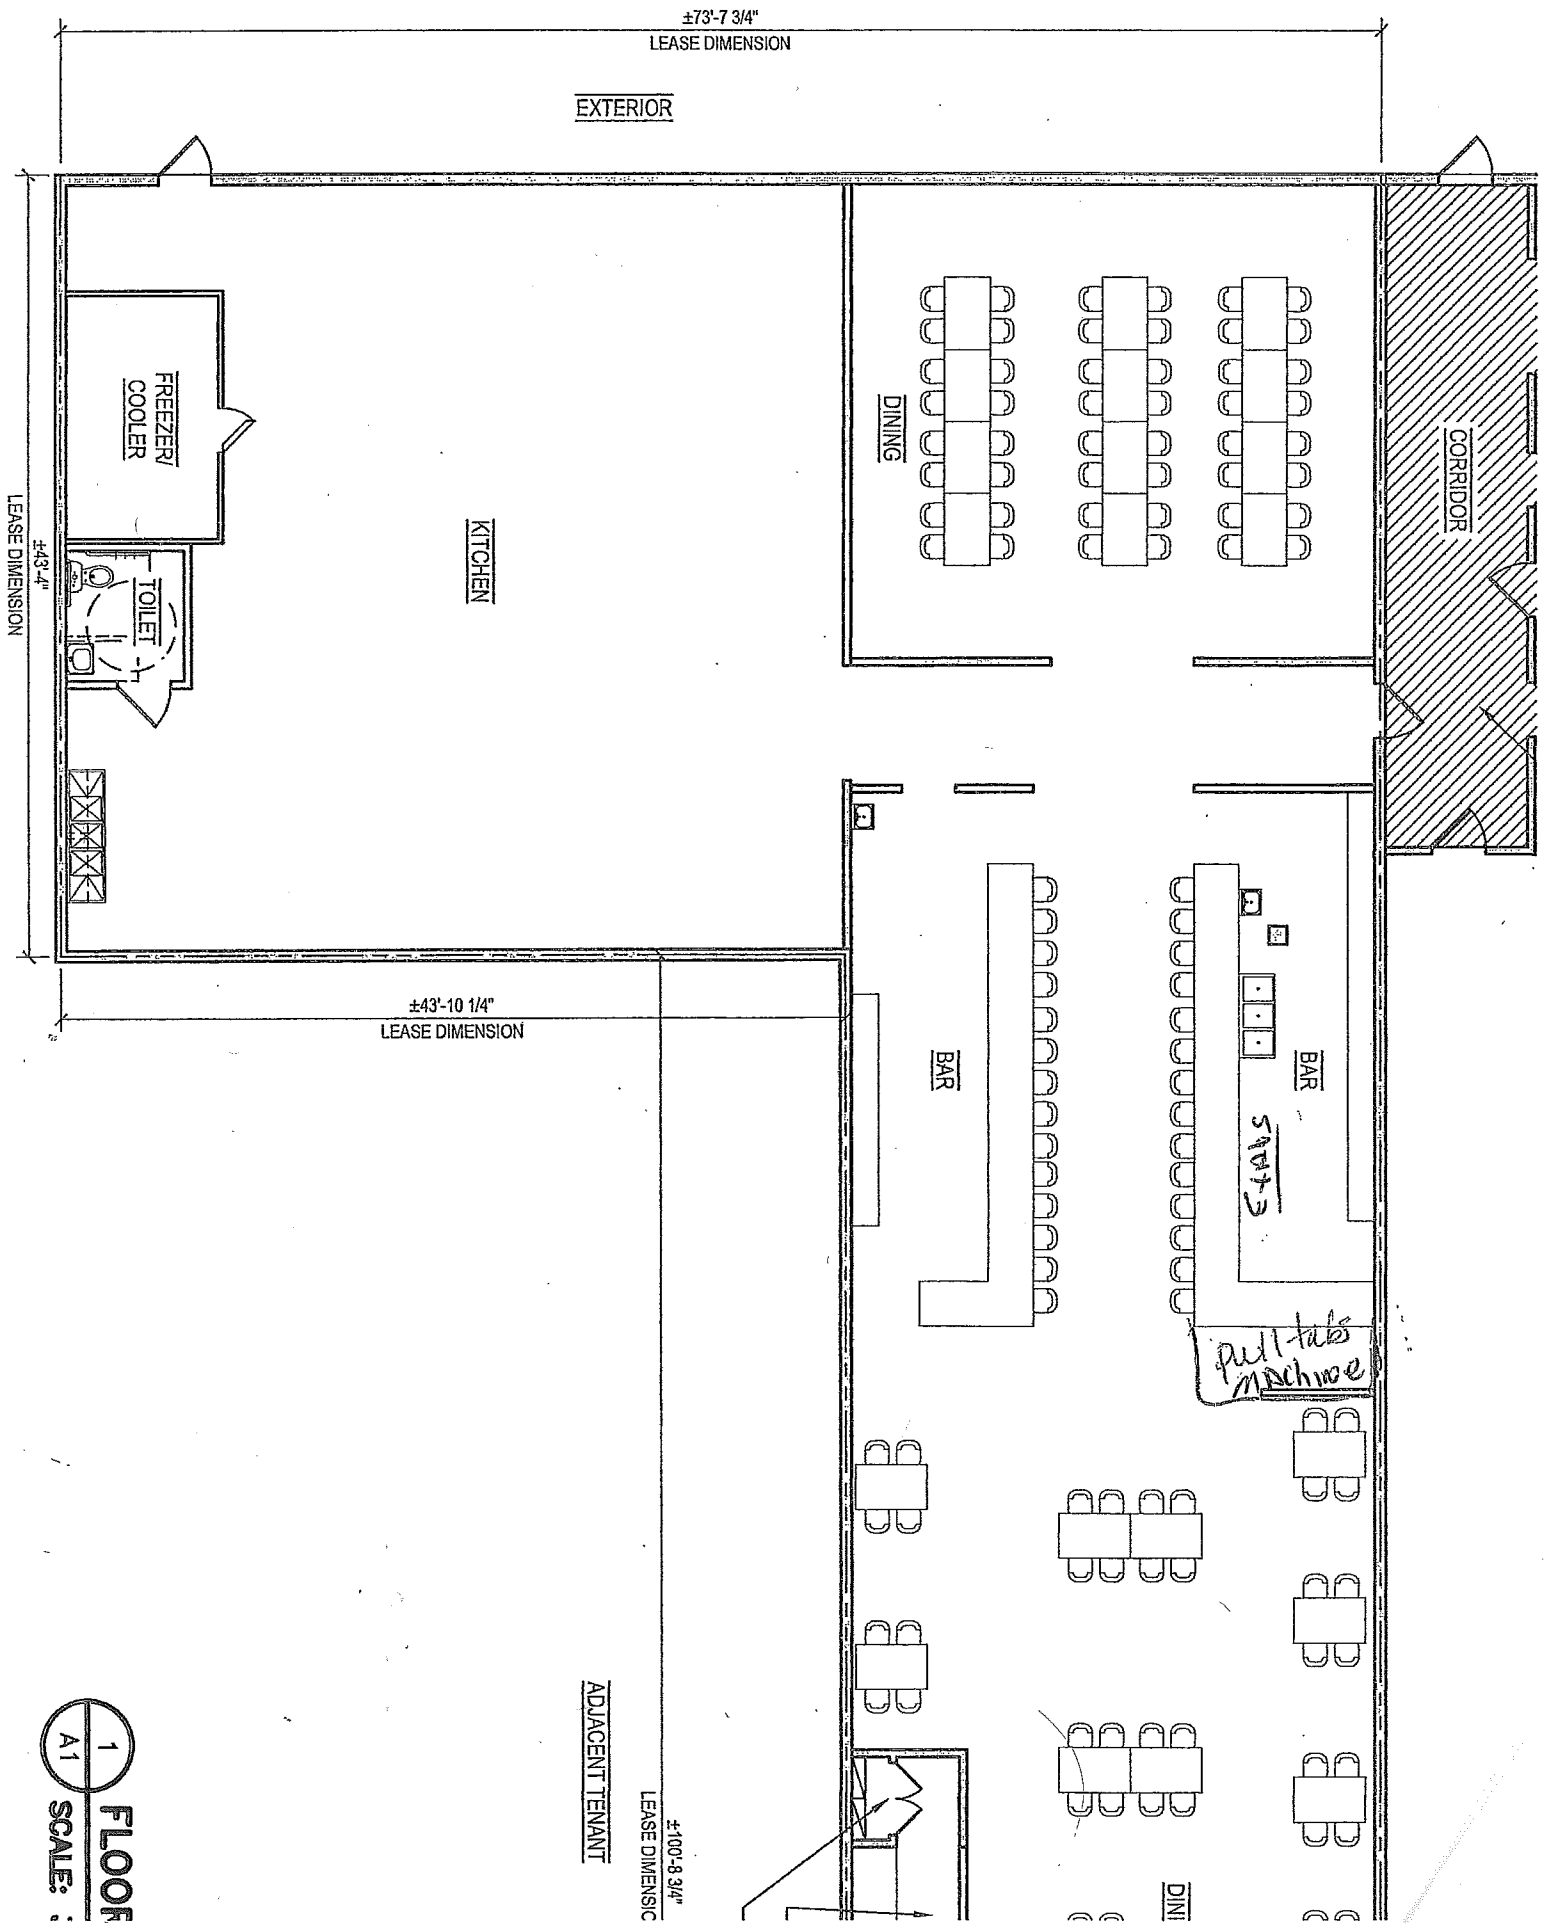 ±73'-7 3/4"
LEASE DIMENSION
EXTERIOR
CORRIDOR
DINING
FREEZER/
COOLER
KITCHEN
TOILET
±43'-4"
LEASE DIMENSION
±43'-10 1/4"
LEASE DIMENSION
BAR
BAR
pull-tabs
Machine
ADJACENT TENANT
±100'-8 3/4"
LEASE DIMENSIC
DINI
1
A1
FLOOR
SCALE: